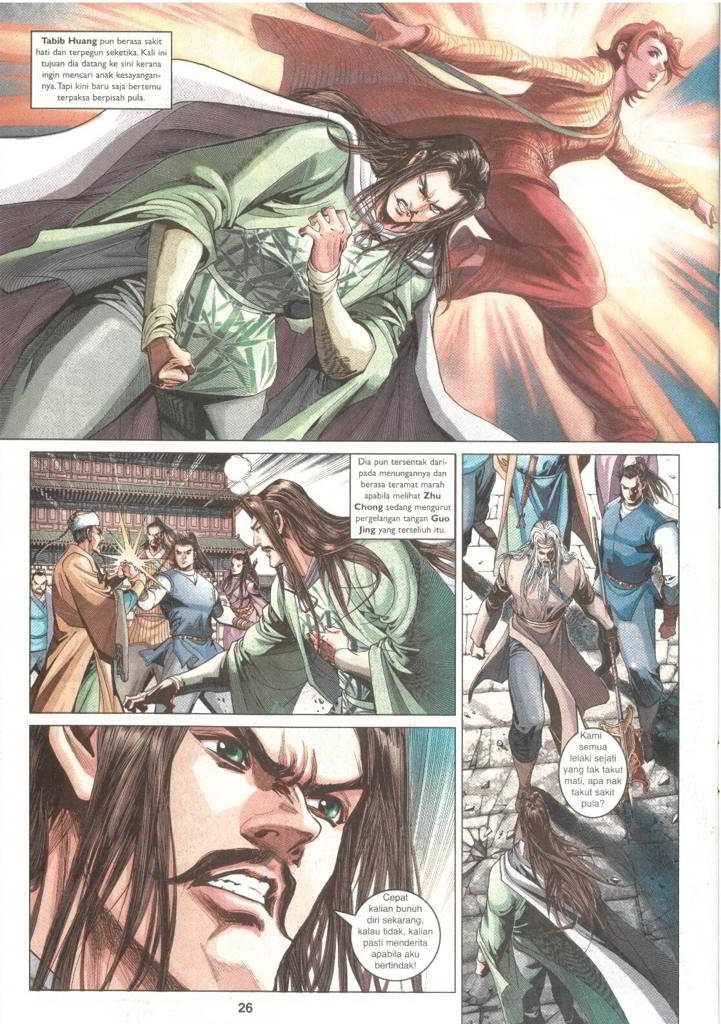 Tabib Huang pun berasa sakit
hati dan terpegun seketika. Kali ini
tujuan dia datang ke sini kerana
ingin mencari anak kesayangan-
nya. Tapi kini baru saja bertemu
terpaksa berpisah pula.
Dia pun tersentak dari-
pada menungannya dan
berasa teramat marah
apabila melihat Zhu
Chong sedang mengurut
pergelangan tangan Guo
Jing yang terseliuh itu.
Kami
semua
lelaki sejati
yang tak takut
mati, apa nak
takut sakit
pula?
Cepat
kalian bunuh
diri sekarang,
kalau tidak, kalian
pasti menderita
apabila aku
bertindak!
26